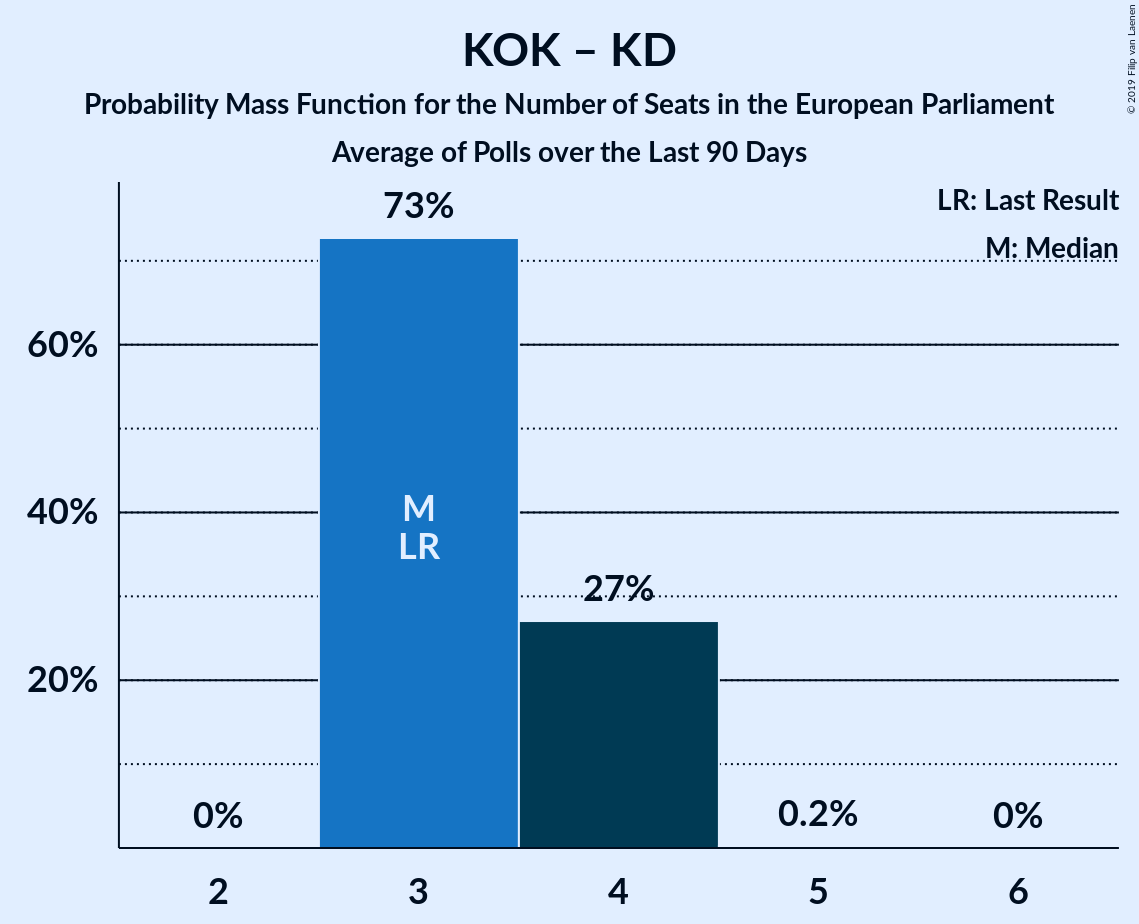 KOK – KD
Probability Mass Function for the Number of Seats in the European Parliament
Average of Polls over the Last 90 Days
© 2019 Filip van Laenen
LR: Last Result
M: Median
73%
60%
M
40%
LR
27%
20%
0%
0.2%
0%
2 3 4 5 6